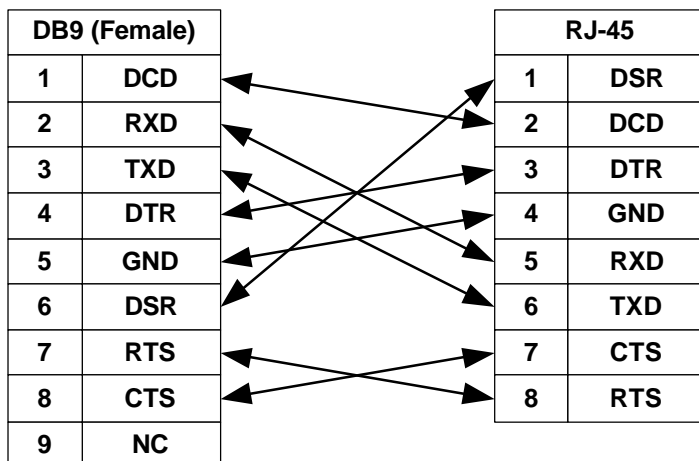 DB9 (Female)
1 DCD
2 RXD
3 TXD
4 DTR
5 GND
6 DSR
7 RTS
8 CTS
9 NC
RJ-45
1 DSR
2 DCD
3 DTR
4 GND
5 RXD
6 TXD
7 CTS
8 RTS